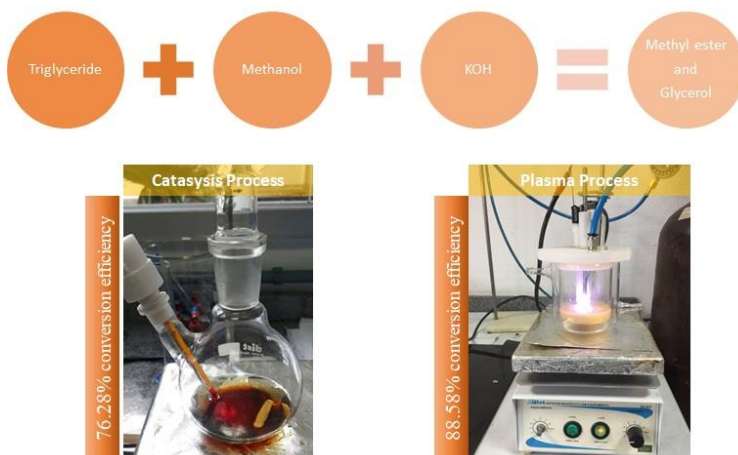 Triglyceride
Methanol
KOH
Methyl ester
and
Glycerol
Catasysis Process
76.28% conversion efficiency
Plasma Process
88.58% conversion efficiency